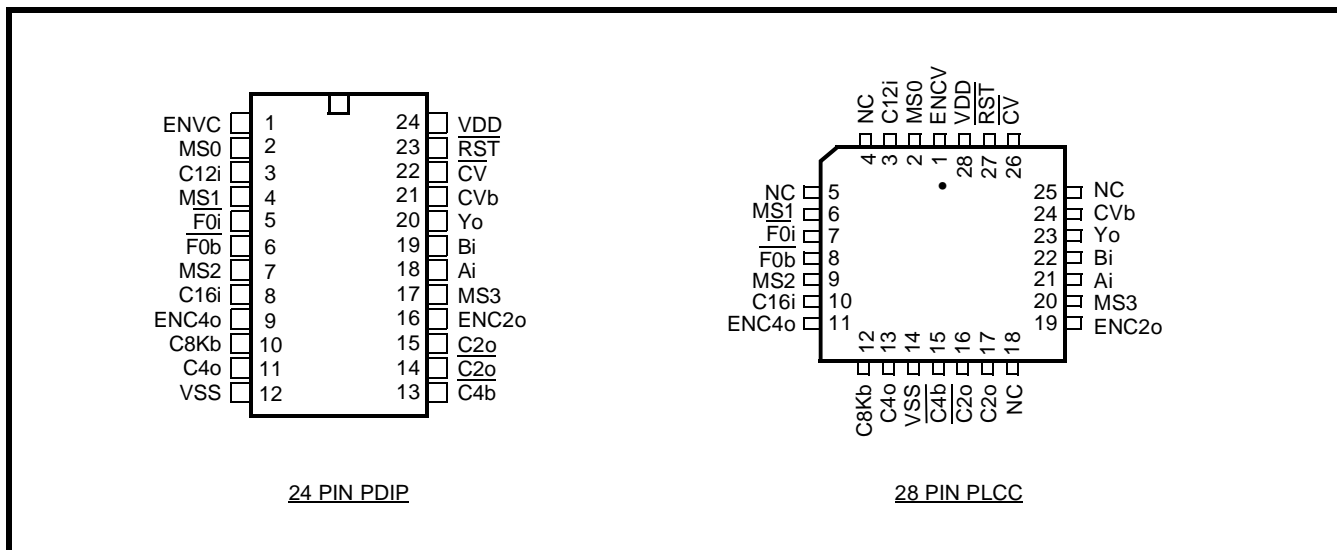 ENVC 1 24 VDD
MS0 2 23 RST
C12i 3 22 CV
MS1 4 21 CVb
F0i 5 20 Yo
F0b 6 19 Bi
MS2 7 18 Ai
C16i 8 17 MS3
ENC4o 9 16 ENC2o
C8Kb 10 15 C2o
C4o 11 14 C2o
VSS 12 13 C4b
24 PIN PDIP
NC C12i MS0 ENCV VDD RST CV
4 3 2 1 28 27 26
NC 5 25 NC
MS1 6 24 CVb
F0i 7 23 Yo
F0b 8 22 Bi
MS2 9 21 Ai
C16i 10 20 MS3
ENC4o 11 19 ENC2o
12 13 14 15 16 17 18
C8Kb C4o VSS C4b C2o C2o NC
28 PIN PLCC